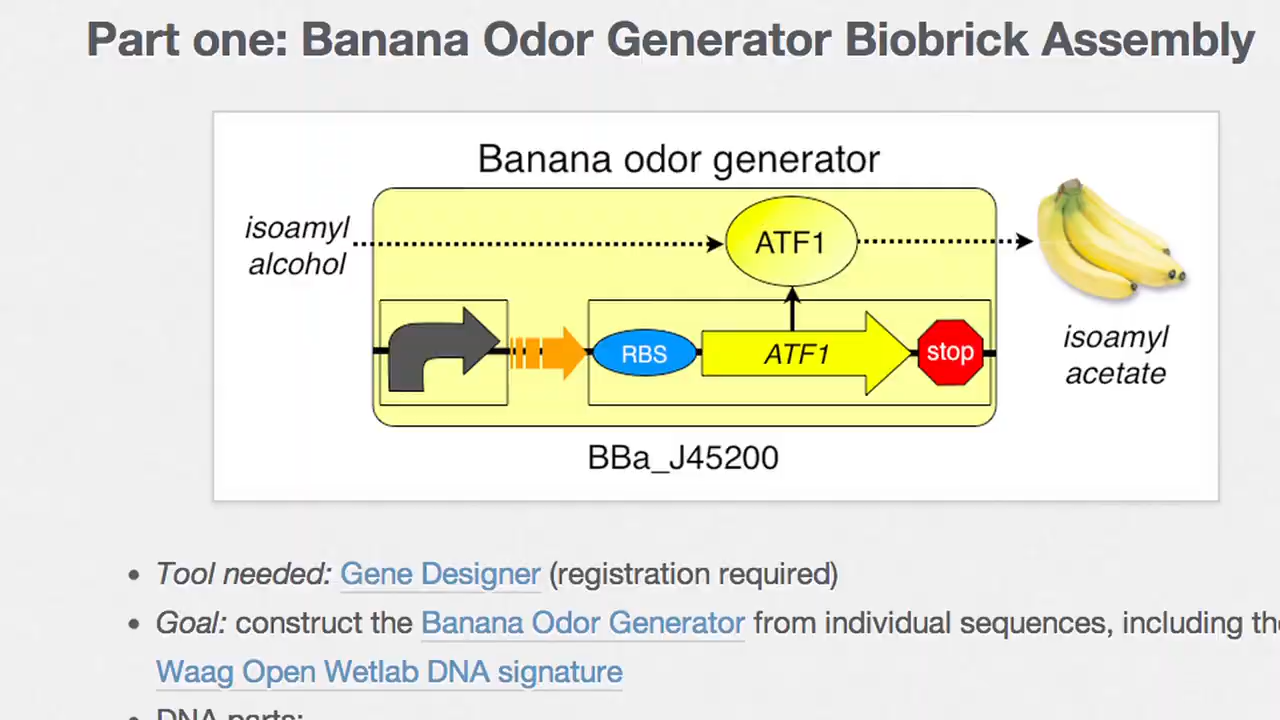 Part one: Banana Odor Generator Biobrick Assembly
Banana odor generator
isoamyl
alcohol
ATF1
RBS
ATF1
stop
isoamyl
acetate
BBa_J45200
• Tool needed: Gene Designer (registration required)
• Goal: construct the Banana Odor Generator from individual sequences, including the
Waag Open Wetlab DNA signature
• DNA parts: